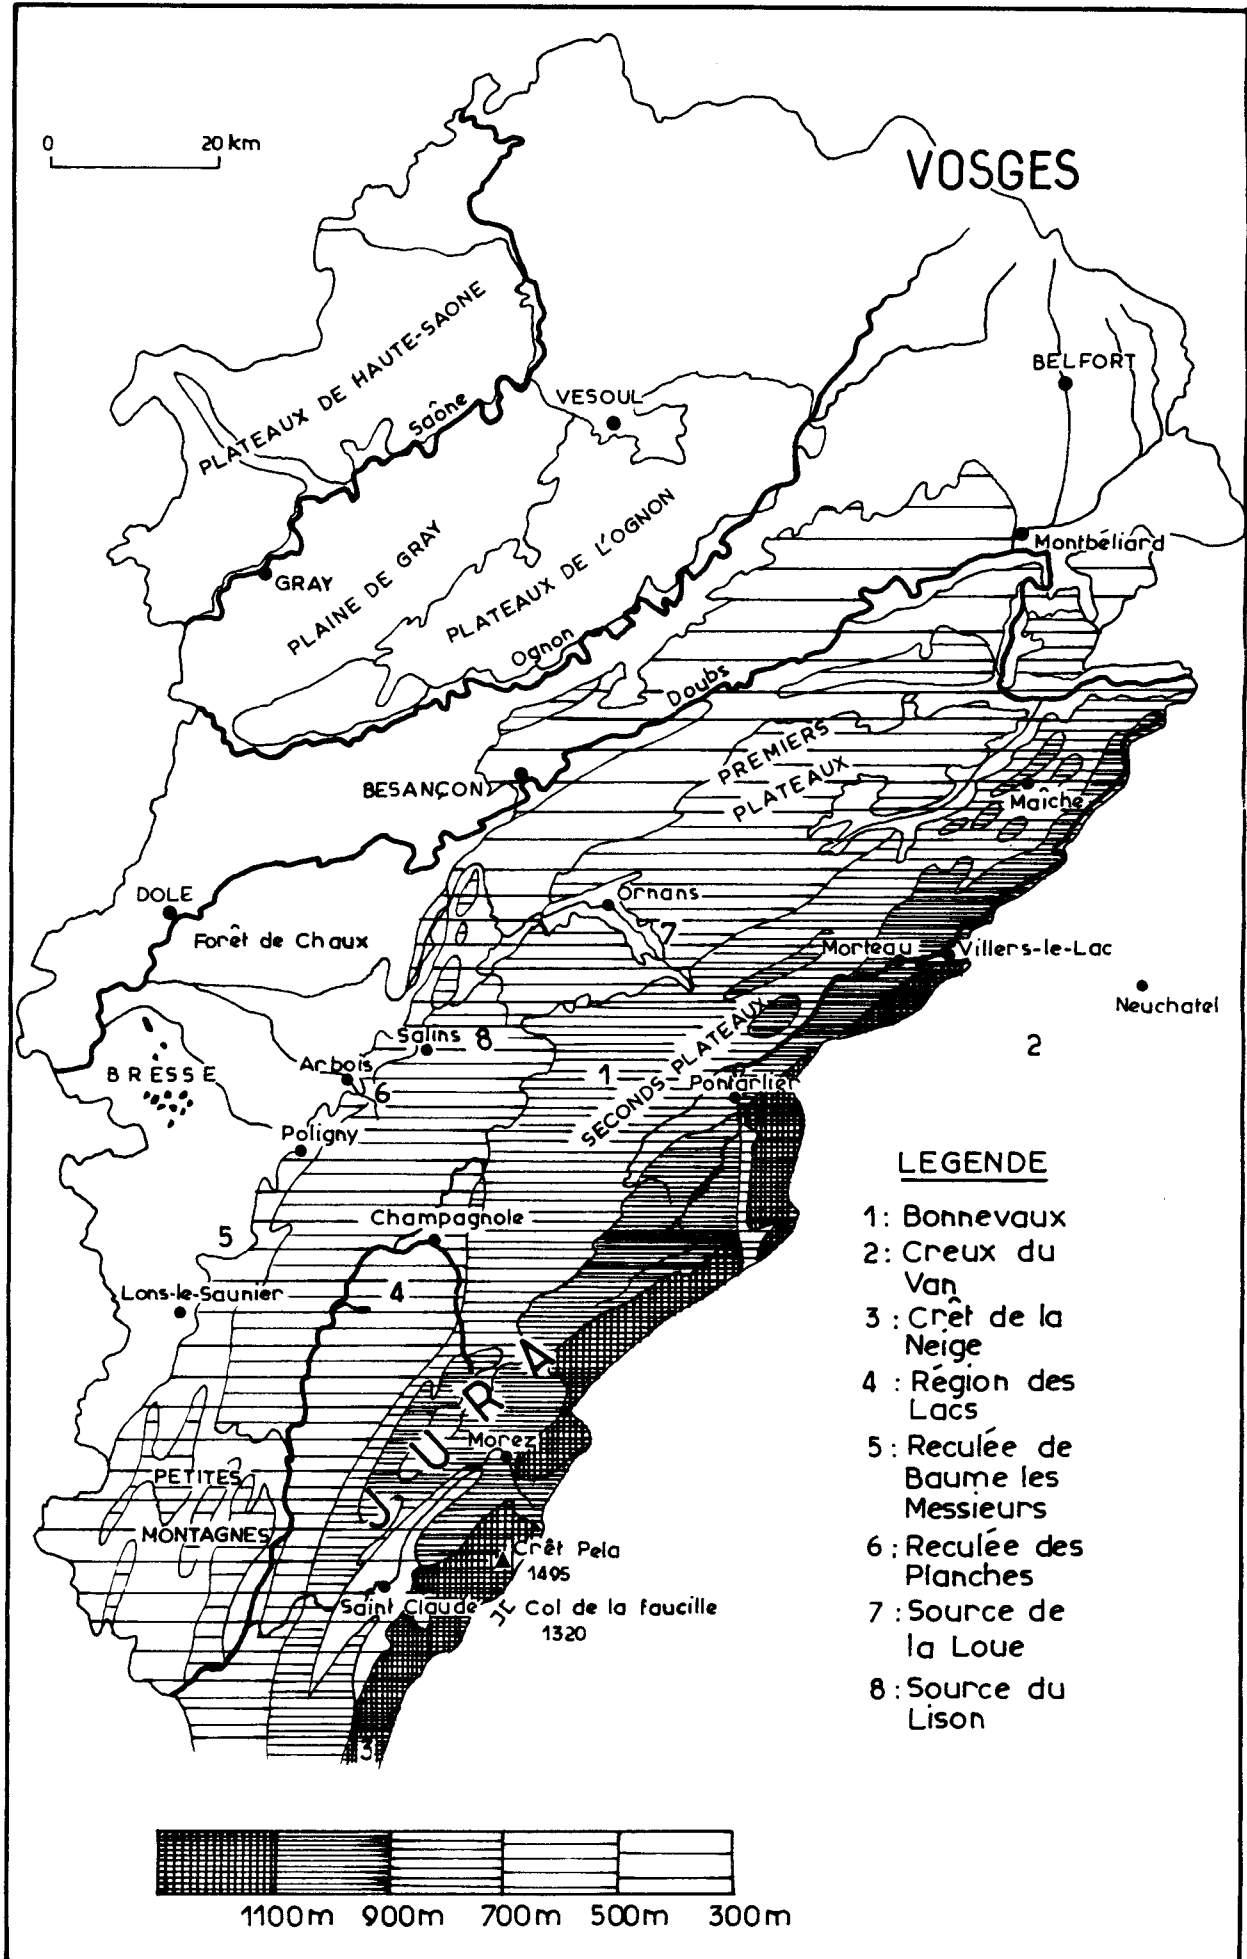 0 20 km
VOSGES
PLATEAUX DE HAUTE-SAONE
Saône
VESOUL
BELFORT
GRAY
PLAINE DE GRAY
PLATEAUX DE L'OGNON
Ognon
Montbéliard
Doubs
PREMIERS
PLATEAUX
BESANÇON
Maîche
DOLE
Forêt de Chaux
Ornans
7
Morteau
Villers-le-Lac
Neuchatel
SECONDS PLATEAUX
Salins
8
2
Arbois
BRESSE
6
1
Pontarlier
Poligny
Champagnole
5
4
Lons-le-Saunier
JURA
Morez
PETITES
MONTAGNES
Crêt Pela
1495
Saint Claude
Col de la faucille
1320
3
LEGENDE
1: Bonnevaux
2: Creux du
Van
3: Crêt de la
Neige
4: Région des
Lacs
5: Reculée de
Baume les
Messieurs
6: Reculée des
Planches
7: Source de
la Loue
8: Source du
Lison
1100m 900m 700m 500m 300m